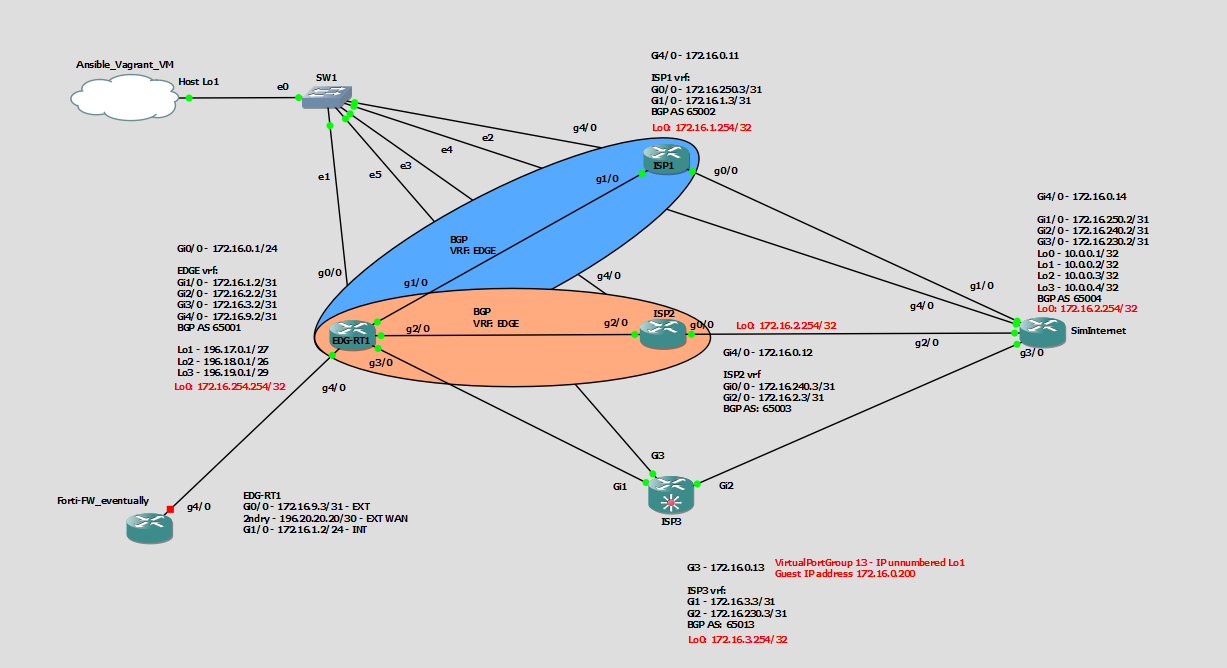 Ansible_Vagrant_VM
Host Lo1
e0
SW1
Gi4/0 - 172.16.0.11
ISP1 vrf:
Gi0/0 - 172.16.250.3/31
Gi1/0 - 172.16.1.3/31
BGP AS 65002
Lo0: 172.16.1.254/32
g4/0
e2
e4
e3
e5
e1
ISP1
g1/0
g0/0
BGP
VRF: EDGE
Gi4/0 - 172.16.0.14
Gi1/0 - 172.16.250.2/31
Gi2/0 - 172.16.240.2/31
Gi3/0 - 172.16.230.2/31
Lo0 - 10.0.0.1/32
Lo1 - 10.0.0.2/32
Lo2 - 10.0.0.3/32
Lo3 - 10.0.0.4/32
BGP AS 65004
Lo0: 172.16.2.254/32
SimInternet
g1/0
g4/0
g2/0
g3/0
Gi0/0 - 172.16.0.1/24
EDGE vrf:
Gi1/0 - 172.16.1.2/31
Gi2/0 - 172.16.2.2/31
Gi3/0 - 172.16.3.2/31
Gi4/0 - 172.16.9.2/31
BGP AS 65001
Lo1 - 196.17.0.1/27
Lo2 - 196.18.0.1/26
Lo3 - 196.19.0.1/29
Lo0: 172.16.254.254/32
g0/0
g1/0
g4/0
BGP
VRF: EDGE
EDG-RT1
g2/0
g3/0
g4/0
g2/0
ISP2
g0/0
Lo0: 172.16.2.254/32
Gi4/0 - 172.16.0.12
ISP2 vrf
Gi0/0 - 172.16.240.3/31
Gi2/0 - 172.16.2.3/31
BGP AS: 65003
Forti-FW_eventually
g4/0
EDG-RT1
Gi0/0 - 172.16.9.3/31 - EXT
2ndry - 196.20.20.20/30 - EXT WAN
Gi1/0 - 172.16.1.2/24 - INT
Gi3
Gi1
Gi2
ISP3
Gi3 - 172.16.0.13
VirtualPortGroup 13 - IP unnumbered Lo1
Guest IP address 172.16.0.200
ISP3 vrf:
Gi1 - 172.16.3.3/31
Gi2 - 172.16.230.3/31
BGP AS: 65013
Lo0: 172.16.3.254/32